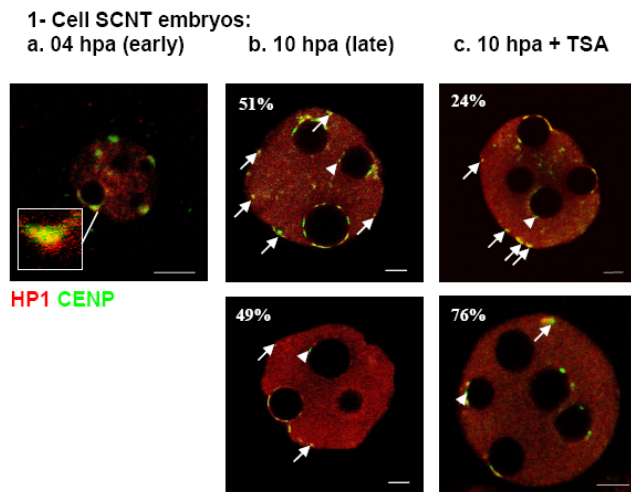 1- Cell SCNT embryos:
a. 04 hpa (early) b. 10 hpa (late) c. 10 hpa + TSA
51% 24%
HP1 CENP
49% 76%